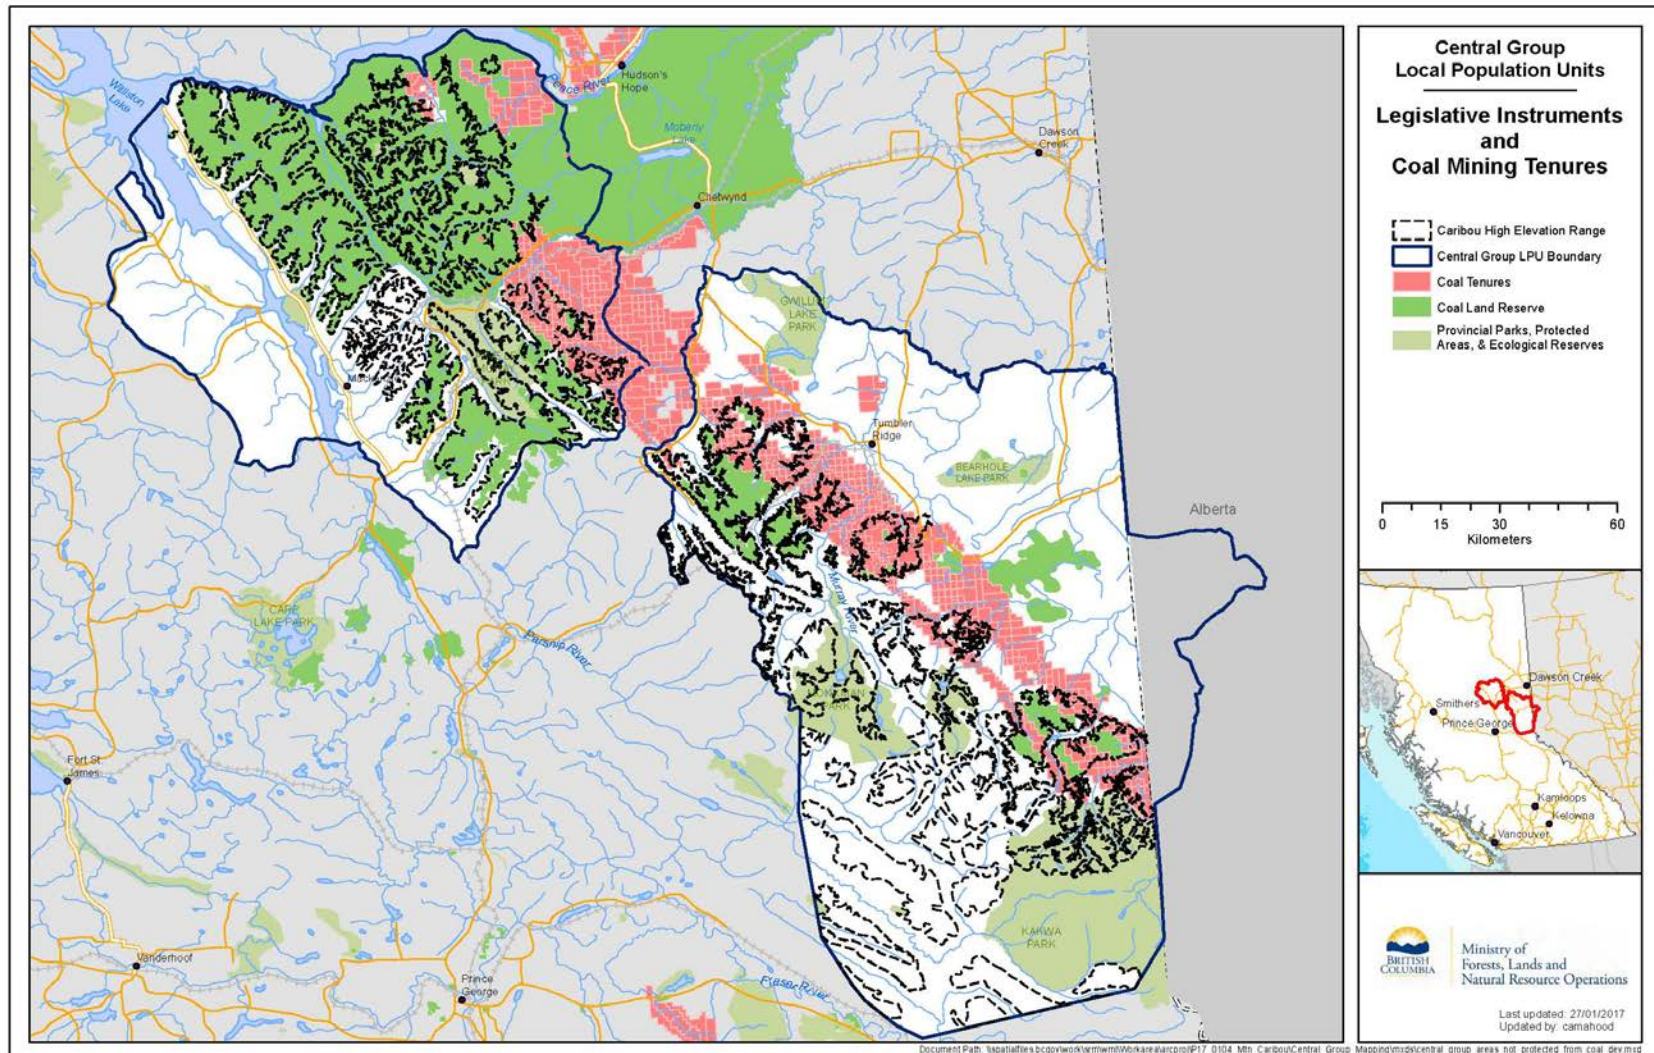 Central Group
Local Population Units
Legislative Instruments
and
Coal Mining Tenures
Caribou High Elevation Range
Central Group LPU Boundary
Coal Tenures
Coal Land Reserve
Provincial Parks, Protected
Areas, & Ecological Reserves
0 15 30 60
Kilometers
Williston
Lake
Peace River
Hudson's
Hope
Moberly
Lake
Dawson
Creek
Chetwynd
GWILLIM
LAKE
PARK
Tumbler
Ridge
BEARHOLE
LAKE PARK
Alberta
CARP
LAKE PARK
Parsnip River
Murray River
PARK
Fort St
James
KAKWA
PARK
Vanderhoof
Prince
George
Fraser River
Dawson Creek
Smithers
Prince George
Kamloops
Kelowna
Vancouver
BRITISH
COLUMBIA
Ministry of
Forests, Lands and
Natural Resource Operations
Last updated: 27/01/2017
Updated by: camahood